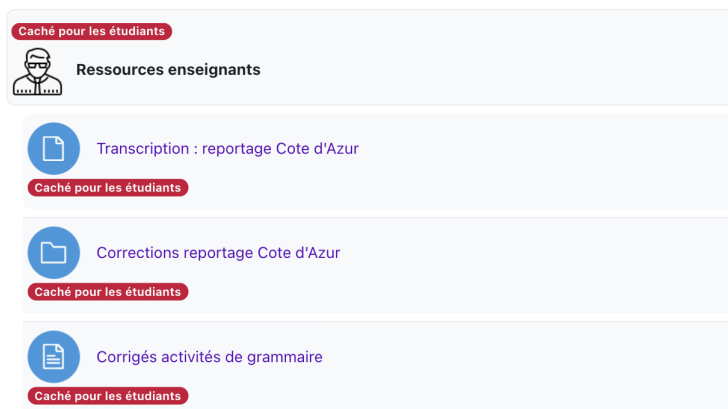 Caché pour les étudiants
Ressources enseignants
Transcription : reportage Cote d'Azur
Caché pour les étudiants
Corrections reportage Cote d'Azur
Caché pour les étudiants
Corrigés activités de grammaire
Caché pour les étudiants